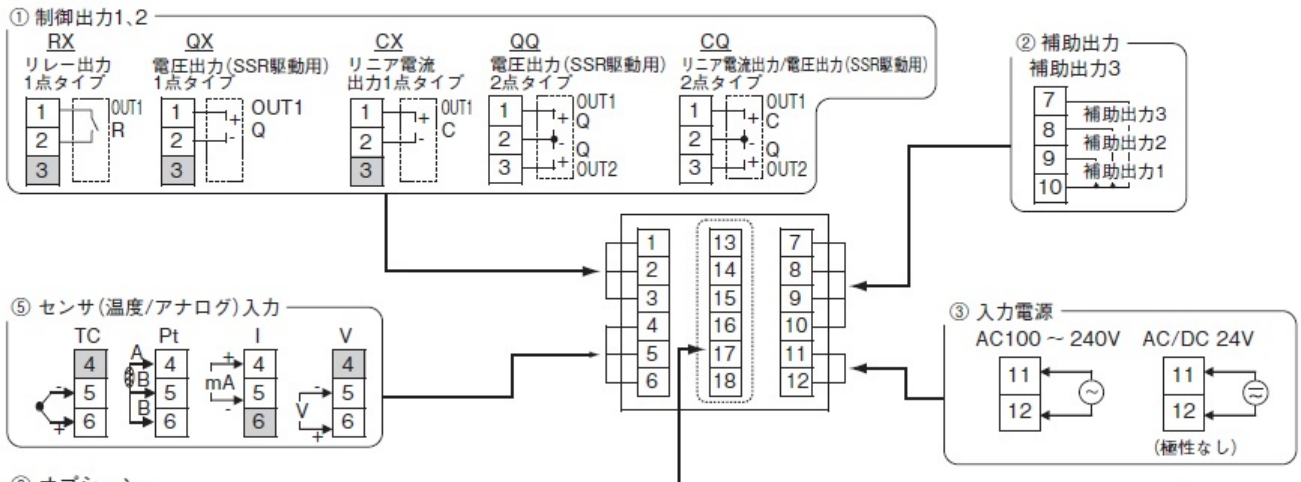 ① 制御出力1、2
RX
リレー出力
1点タイプ
1
2
3
OUT1
R
QX
電圧出力(SSR駆動用)
1点タイプ
1
2
3
+
-
OUT1
Q
CX
リニア電流
出力1点タイプ
1
2
3
+
-
OUT1
C
QQ
電圧出力(SSR駆動用)
2点タイプ
1
2
3
+
-
+
OUT1
Q
Q
OUT2
CQ
リニア電流出力/電圧出力(SSR駆動用)
2点タイプ
1
2
3
+
-
+
OUT1
C
Q
OUT2
② 補助出力
補助出力3
7
8
9
10
補助出力3
補助出力2
補助出力1
1
2
3
4
5
6
13
14
15
16
17
18
7
8
9
10
11
12
③ 入力電源
AC100 ~ 240V
11
12
~
AC/DC 24V
11
12
(極性なし)
⑤ センサ(温度/アナログ)入力
TC
4
5
6
-
+
Pt
A
B
B
4
5
6
I
+
mA
-
4
5
6
V
-
V
+
4
5
6